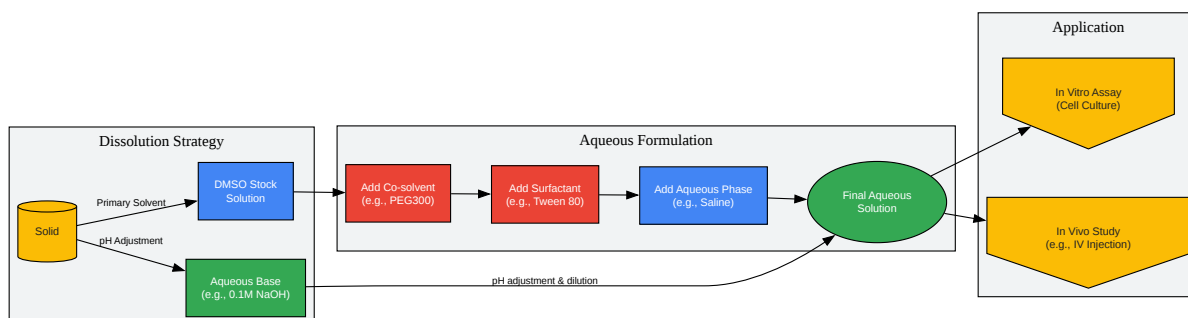 Dissolution Strategy
Solid
Primary Solvent
pH Adjustment
DMSO Stock
Solution
Aqueous Base
(e.g., 0.1M NaOH)
Aqueous Formulation
Add Co-solvent
(e.g., PEG300)
Add Surfactant
(e.g., Tween 80)
Add Aqueous Phase
(e.g., Saline)
Final Aqueous
Solution
pH adjustment & dilution
Application
In Vitro Assay
(Cell Culture)
In Vivo Study
(e.g., IV Injection)